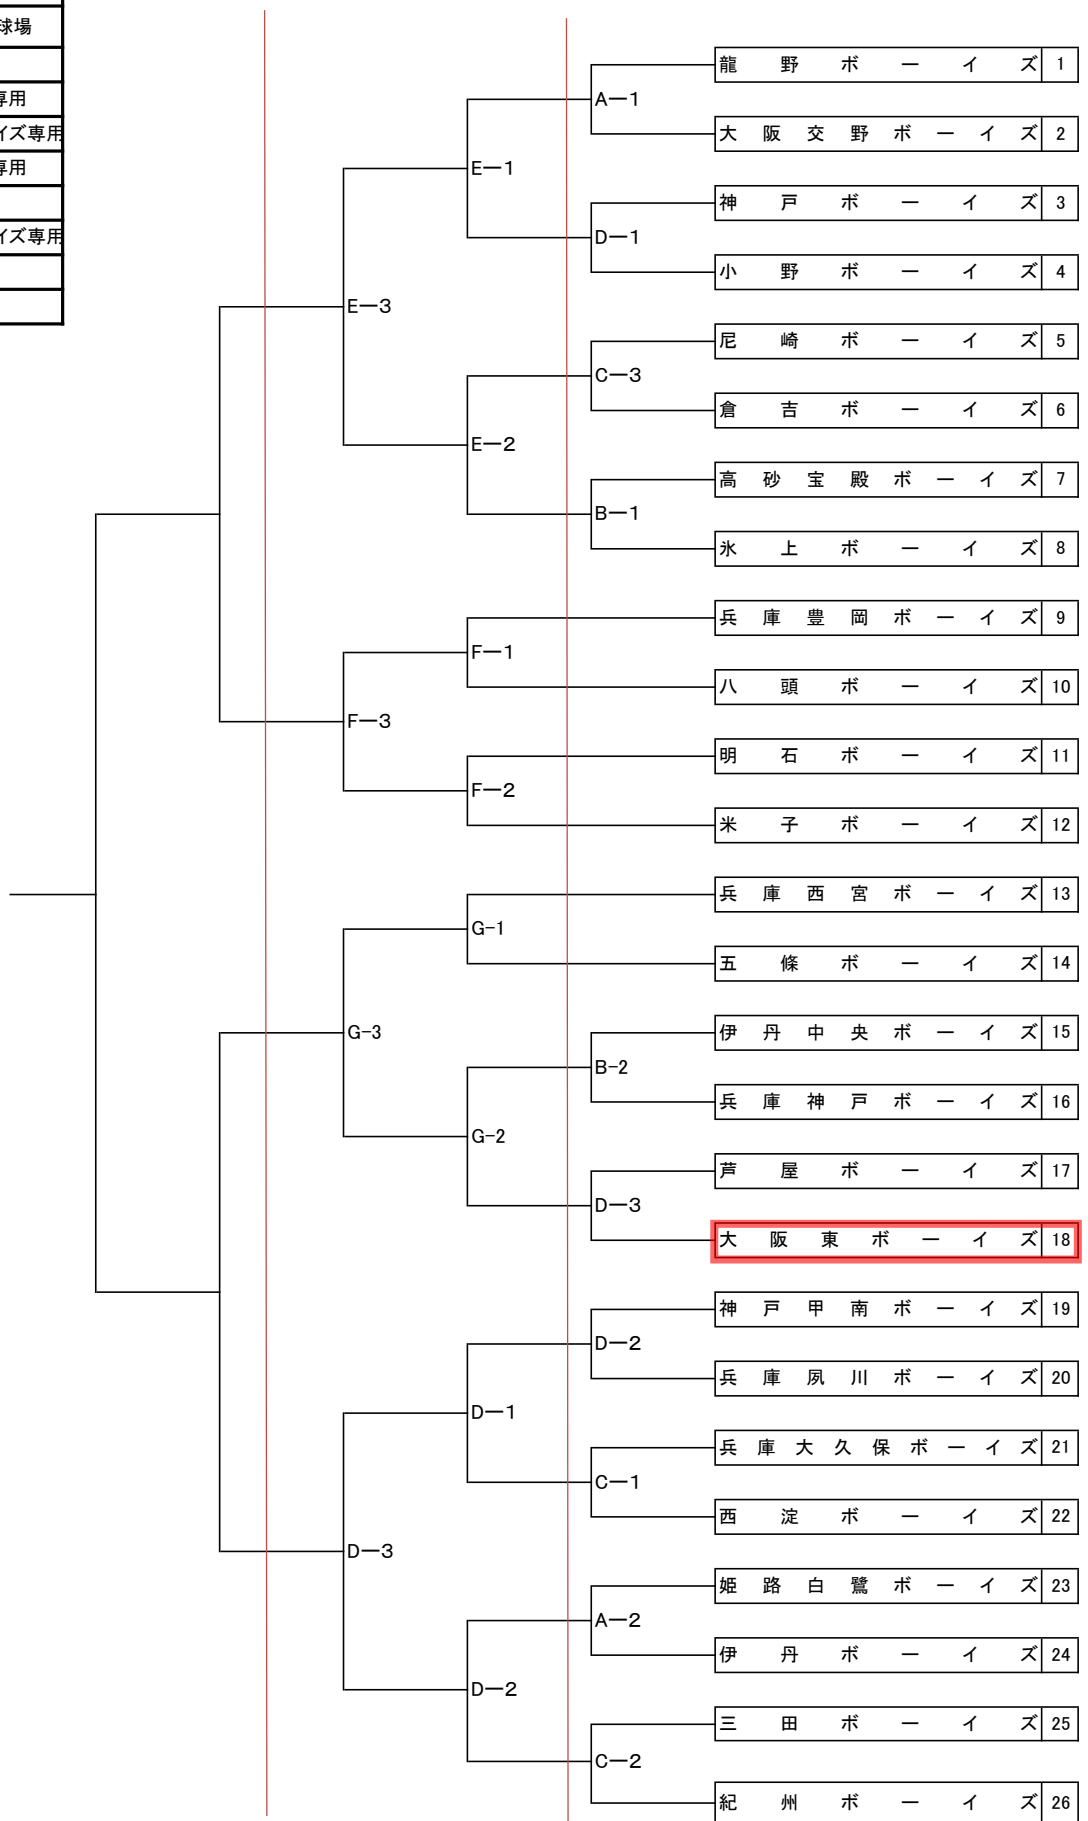 球場
専用
イズ専用
専用
イズ専用
龍野ボーイズ 1
A－1
大阪交野ボーイズ 2
E－1
神戸ボーイズ 3
D－1
小野ボーイズ 4
E－3
尼崎ボーイズ 5
C－3
倉吉ボーイズ 6
E－2
高砂宝殿ボーイズ 7
B－1
氷上ボーイズ 8
兵庫豊岡ボーイズ 9
F－1
八頭ボーイズ 10
F－3
明石ボーイズ 11
F－2
米子ボーイズ 12
兵庫西宮ボーイズ 13
G-1
五條ボーイズ 14
G-3
伊丹中央ボーイズ 15
B-2
兵庫神戸ボーイズ 16
G-2
芦屋ボーイズ 17
D－3
大阪東ボーイズ 18
神戸甲南ボーイズ 19
D－2
兵庫夙川ボーイズ 20
D－1
兵庫大久保ボーイズ 21
C－1
西淀ボーイズ 22
D－3
姫路白鷺ボーイズ 23
A－2
伊丹ボーイズ 24
D－2
三田ボーイズ 25
C－2
紀州ボーイズ 26